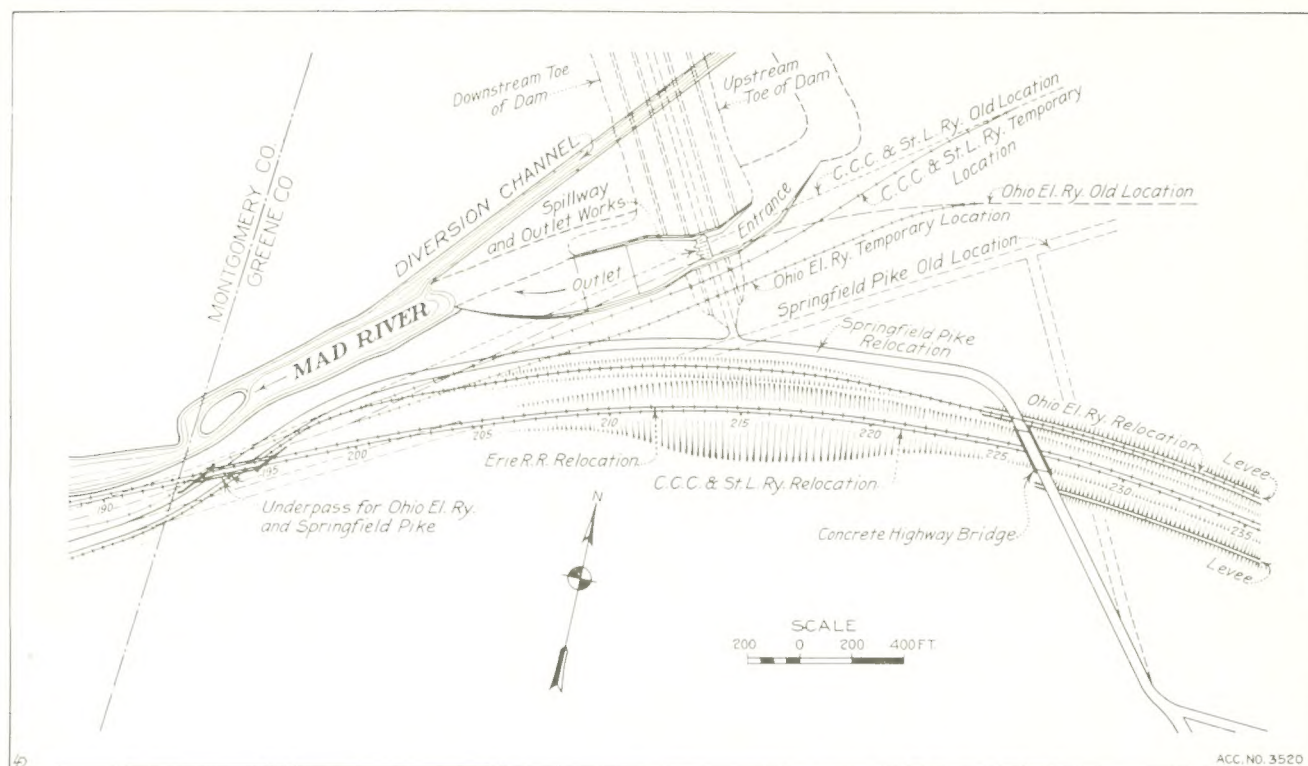 Downstream Toe
of Dam
Upstream
Toe of Dam
C.C.C. & St.L. Ry. Old Location
C.C.C & St.L Ry. Temporary
Location
Ohio El. Ry. Old Location
MONTGOMERY CO.
GREENE CO
DIVERSION CHANNEL
Spillway
and Outlet Works
Entrance
Outlet
Ohio El. Ry. Temporary Location
Springfield Pike Old Location
MAD RIVER
Springfield Pike
Relocation
Ohio El. Ry. Relocation
Levee
190
195
200
205
210
215
220
225
230
235
Erie R.R. Relocation
C.C.C. & St.L. Ry. Relocation
Underpass for Ohio El. Ry.
and Springfield Pike
Concrete Highway Bridge
Levee
N
SCALE
200 0 200 400 FT.
ACC. NO. 3520